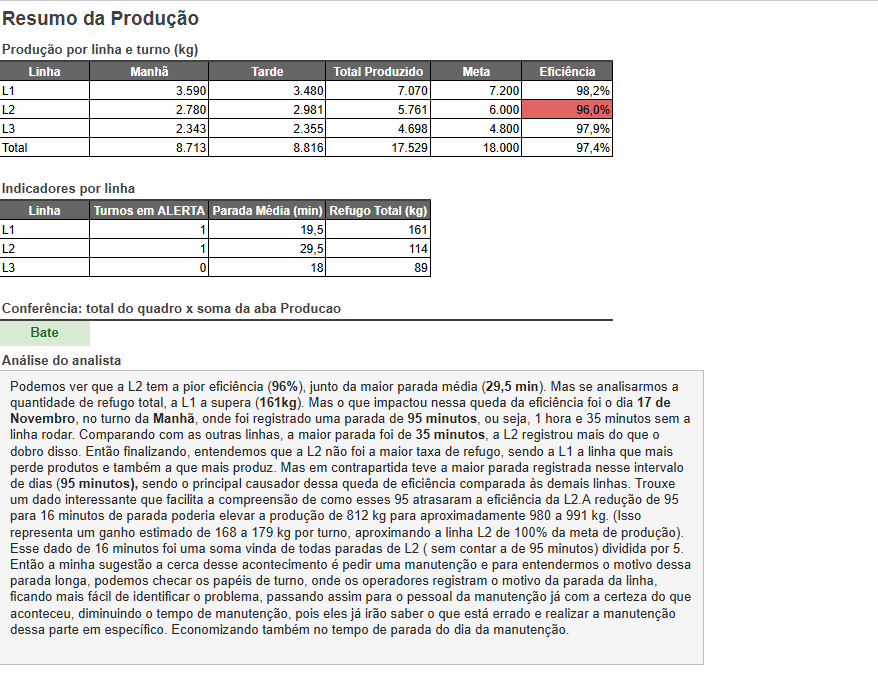 Resumo da Produção
Produção por linha e turno (kg)
Linha Manhã Tarde Total Produzido Meta Eficiência
L1 3.590 3.480 7.070 7.200 98,2%
L2 2.780 2.981 5.761 6.000 96,0%
L3 2.343 2.355 4.698 4.800 97,9%
Total 8.713 8.816 17.529 18.000 97,4%
Indicadores por linha
Linha Turnos em ALERTA Parada Média (min) Refugo Total (kg)
L1 1 19,5 161
L2 1 29,5 114
L3 0 18 89
Conferência: total do quadro x soma da aba Producao
Bate
Análise do analista
Podemos ver que a L2 tem a pior eficiência (96%), junto da maior parada média (29,5 min). Mas se analisarmos a
quantidade de refugo total, a L1 a supera (161kg). Mas o que impactou nessa queda da eficiência foi o dia 17 de
Novembro, no turno da Manhã, onde foi registrado uma parada de 95 minutos, ou seja, 1 hora e 35 minutos sem a
linha rodar. Comparando com as outras linhas, a maior parada foi de 35 minutos, a L2 registrou mais do que o
dobro disso. Então finalizando, entendemos que a L2 não foi a maior taxa de refugo, sendo a L1 a linha que mais
perde produtos e também a que mais produz. Mas em contrapartida teve a maior parada registrada nesse intervalo
de dias (95 minutos), sendo o principal causador dessa queda de eficiência comparada às demais linhas. Trouxe
um dado interessante que facilita a compreensão de como esses 95 atrasaram a eficiência da L2.A redução de 95
para 16 minutos de parada poderia elevar a produção de 812 kg para aproximadamente 980 a 991 kg. (Isso
representa um ganho estimado de 168 a 179 kg por turno, aproximando a linha L2 de 100% da meta de produção).
Esse dado de 16 minutos foi uma soma vinda de todas paradas de L2 ( sem contar a de 95 minutos) dividida por 5.
Então a minha sugestão a cerca desse acontecimento é pedir uma manutenção e para entendermos o motivo dessa
parada longa, podemos checar os papéis de turno, onde os operadores registram o motivo da parada da linha,
ficando mais fácil de identificar o problema, passando assim para o pessoal da manutenção já com a certeza do que
aconteceu, diminuindo o tempo de manutenção, pois eles já irão saber o que está errado e realizar a manutenção
dessa parte em específico. Economizando também no tempo de parada do dia da manutenção.